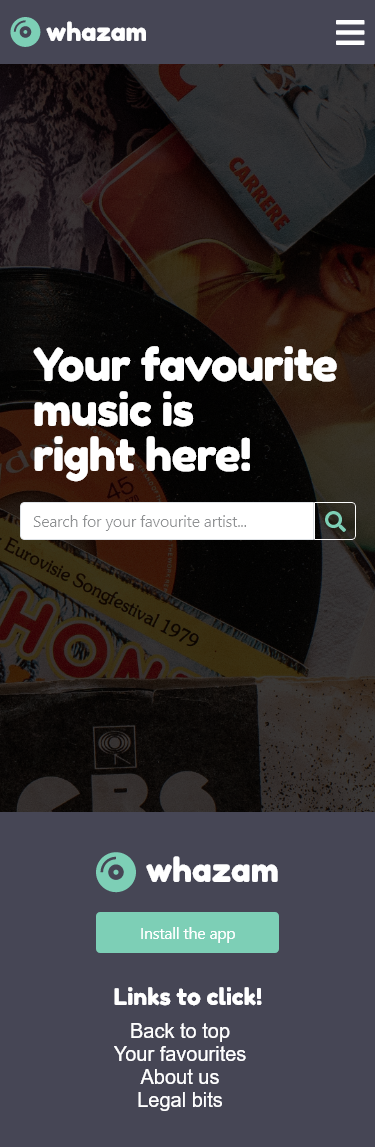 whazam
CARRERE
Your favourite
music is
right here!
45
Search for your favourite artist...
Eurovisie Songfestival 1979
HON
CBS
whazam
Install the app
Links to click!
Back to top
Your favourites
About us
Legal bits